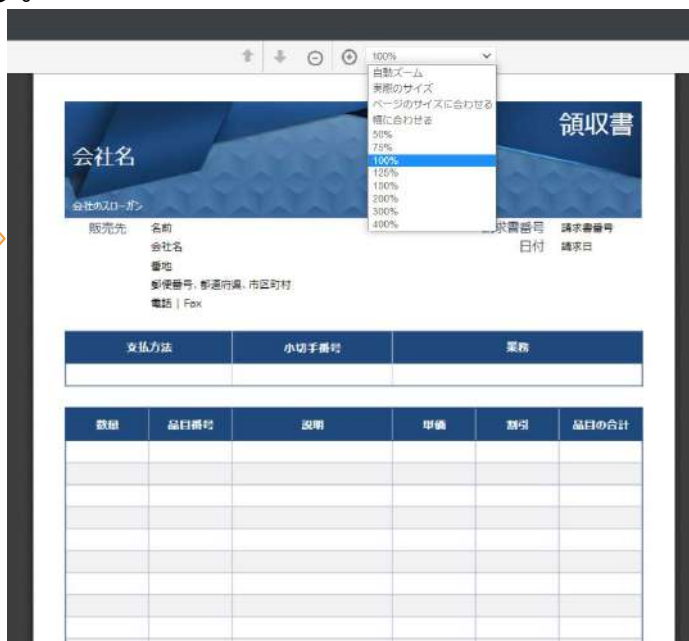 る。
100%
自動ズーム
実際のサイズ
ページのサイズに合わせる
幅に合わせる
50%
75%
100%
125%
150%
200%
300%
400%
領収書
会社名
会社のスローガン
販売先 名前
会社名
番地
郵便番号、都道府県、市区町村
電話 | Fax
求書番号 請求書番号
日付 請求日
支払方法 小切手番号 業務
数量 品目番号 説明 単価 割引 品目の合計